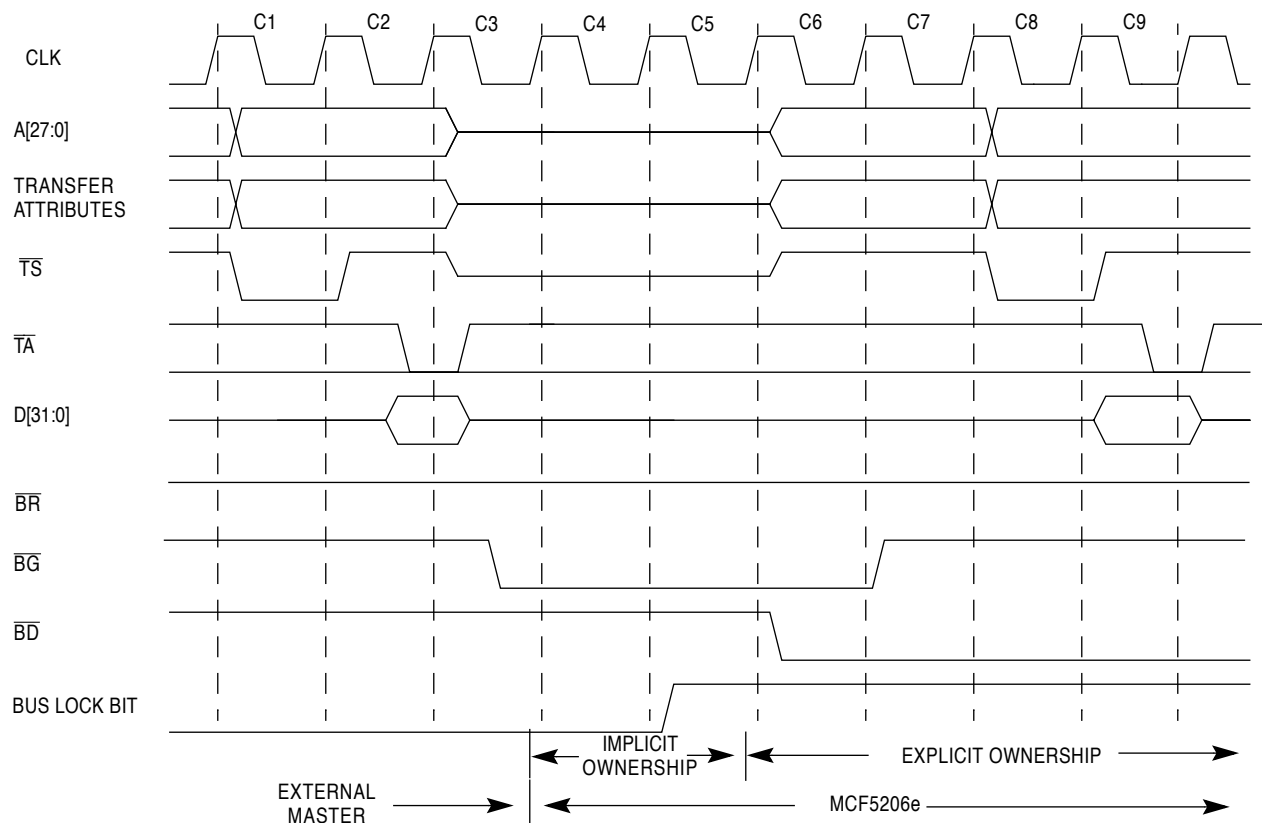 C1 C2 C3 C4 C5 C6 C7 C8 C9
CLK
A[27:0]
TRANSFER
ATTRIBUTES
TS
TA
D[31:0]
BR
BG
BD
BUS LOCK BIT
IMPLICIT
OWNERSHIP
EXPLICIT OWNERSHIP
EXTERNAL
MASTER
MCF5206e